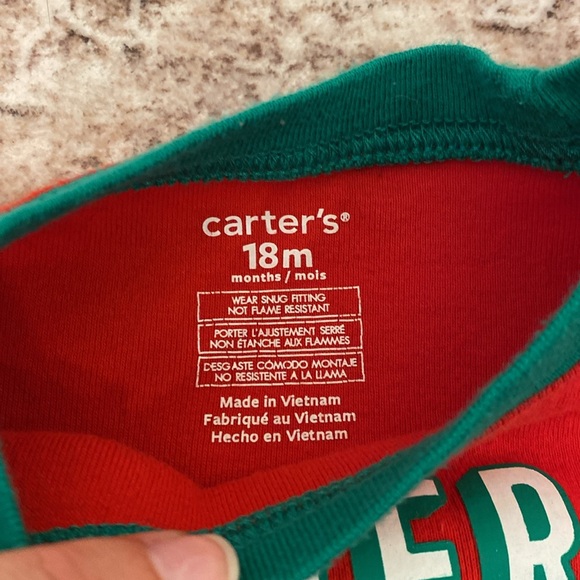 carter's®
18m
months / mois
WEAR SNUG FITTING
NOT FLAME RESISTANT
PORTER L'AJUSTEMENT SERRÉ
NON ÉTANCHE AUX FLAMMES
DESGASTE CÓMODO MONTAJE
NO RESISTENTE A LA LLAMA
Made in Vietnam
Fabriqué au Vietnam
Hecho en Vietnam